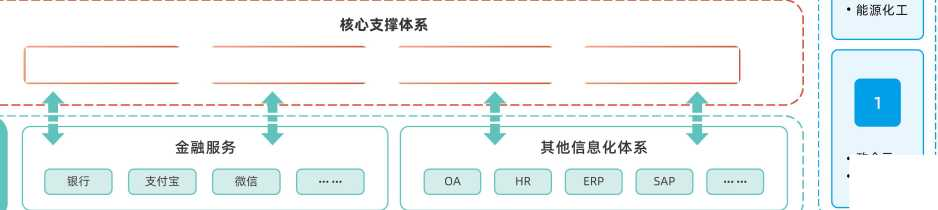 核心支撑体系
• 能源化工
1
金融服务
银行
支付宝
微信
... ...
其他信息化体系
OA
HR
ERP
SAP
... ...